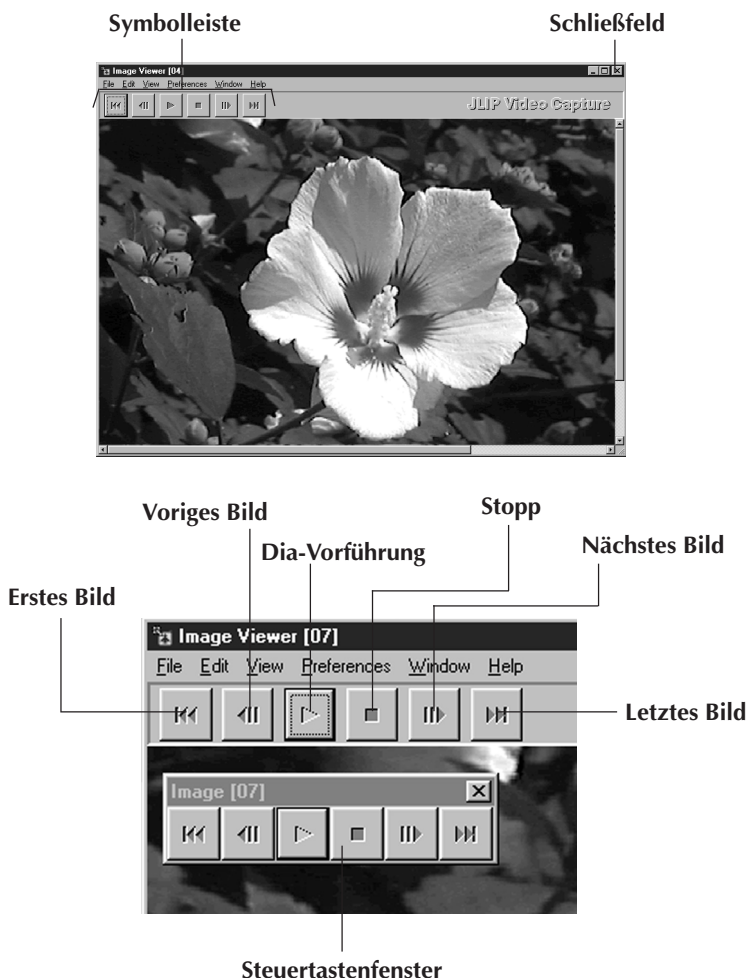 Symbolleiste
Schließfeld
Image Viewer [04]
File Edit View Preferences Window Help
JLIP Video Capture
Voriges Bild
Stopp
Dia-Vorführung
Nächstes Bild
Erstes Bild
Image Viewer [07]
File Edit View Preferences Window Help
Letztes Bild
Image [07]
Steuertastenfenster